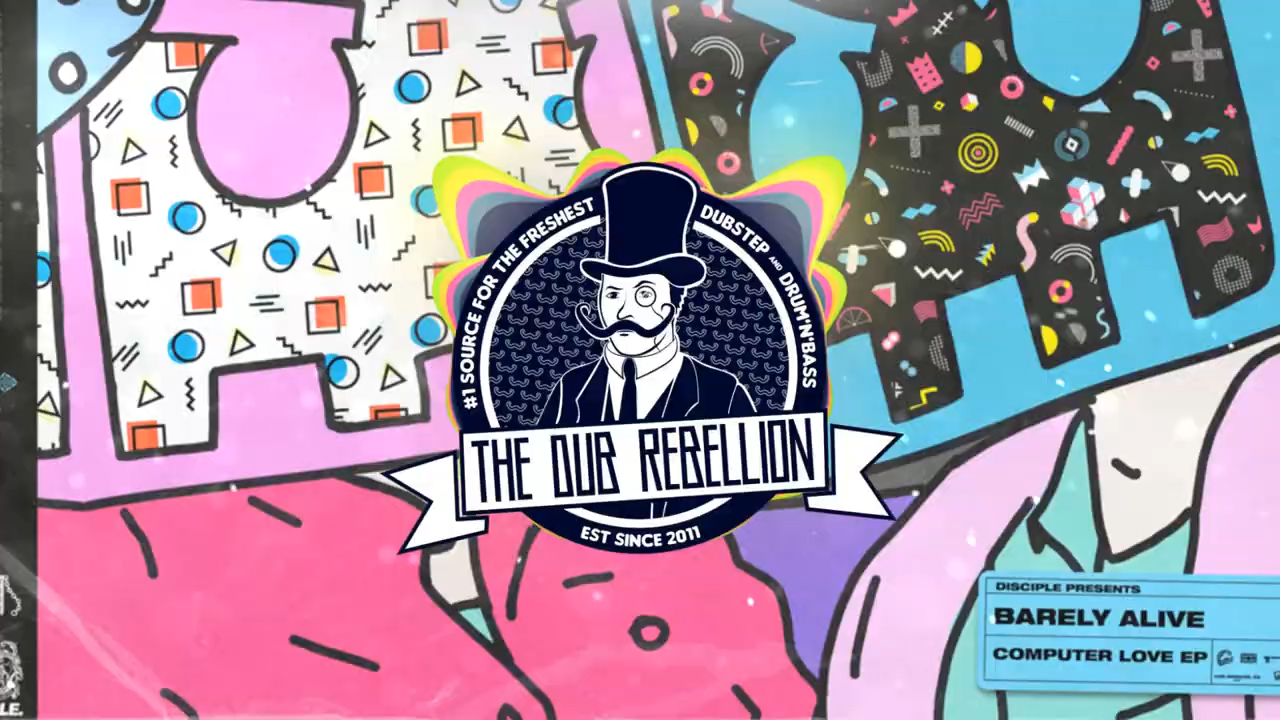 #1 SOURCE FOR THE FRESHEST
DUBSTEP AND DRUM'N'BASS
THE DUB REBELLION
EST SINCE 2011
DISCIPLE PRESENTS
BARELY ALIVE
COMPUTER LOVE EP
LE.